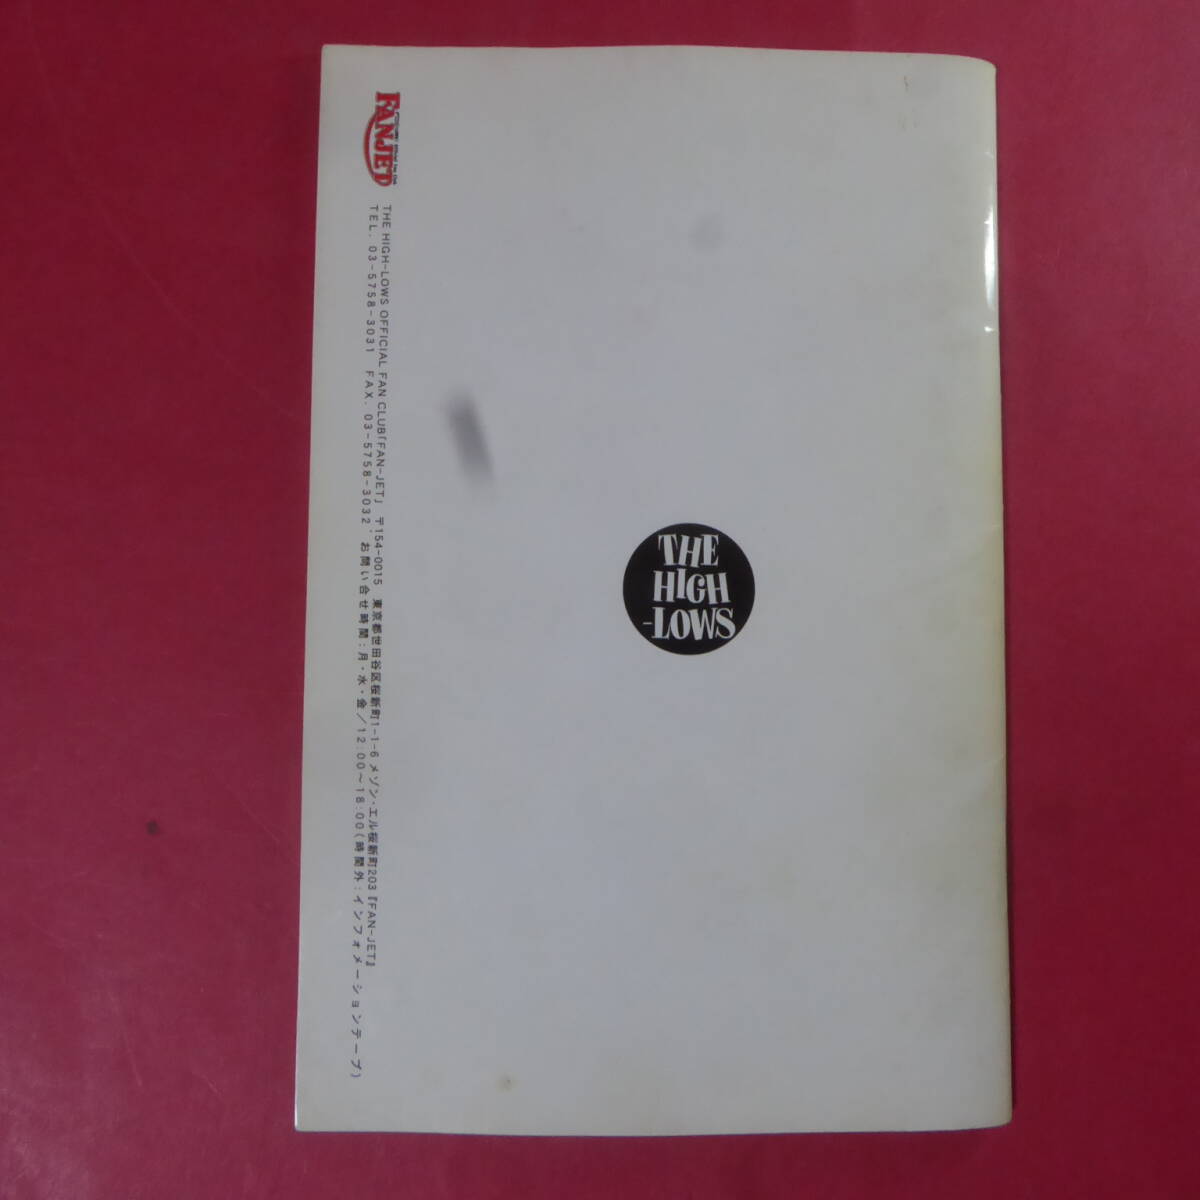 FAN-JET
THE HIGH-LOWS OFFICIAL FAN CLUB「FAN-JET」 〒154-0015 東京都世田谷区桜新町1-1-6 メゾン・エル桜新町203『FAN-JET』
TEL. 03-5758-3031 FAX. 03-5758-3032 お問い合せ時間:月・水・金/12:00〜18:00(時間外:インフォメーションテープ)
THE
HIGH
-LOWS